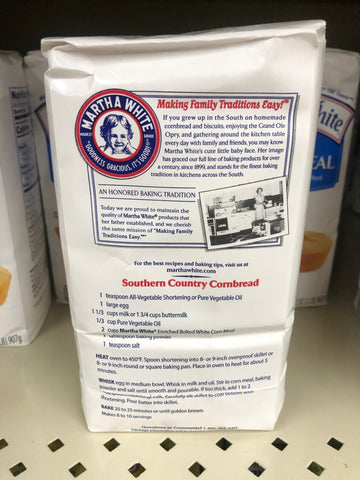 MARTHA WHITE
"GOODNESS GRACIOUS, IT'S GOOD!"
Making Family Traditions Easy!℠
If you grew up in the South on homemade
cornbread and biscuits, enjoying the Grand Ole
Opry, and gathering around the kitchen table
every day with family and friends, you may know
Martha White's cute little baby face. Her image
has graced our full line of baking products for over
a century, since 1899, and stands for the finest baking
tradition in kitchens across the South.
AN HONORED BAKING TRADITION
Today we are proud to maintain the
quality of Martha White® products that
her father established, and we cherish
the same mission of "Making Family
Traditions Easy.℠"
For the best recipes and baking tips, visit us at
marthawhite.com
Southern Country Cornbread
1 teaspoon All-Vegetable Shortening or Pure Vegetable Oil
1 large egg
1 1/3 cups milk or 1 3/4 cups buttermilk
1/3 cup Pure Vegetable Oil
2 cups Martha White® Enriched Bolted White Corn Meal
tablespoon baking powder
1 teaspoon salt
HEAT oven to 450°F. Spoon shortening into 8- or 9-inch ovenproof skillet or
8- or 9-inch round or square baking pan. Place in oven to heat for about 5
minutes.
WHISK egg in medium bowl. Whisk in milk and oil. Stir in corn meal, baking
powder and salt until smooth and pourable. If too thick, add 1 to 2
shortening. Pour batter into skillet.
BAKE 20 to 25 minutes or until golden brown.
Makes 8 to 10 servings
Questions or Comments?
907g
hite
EAL